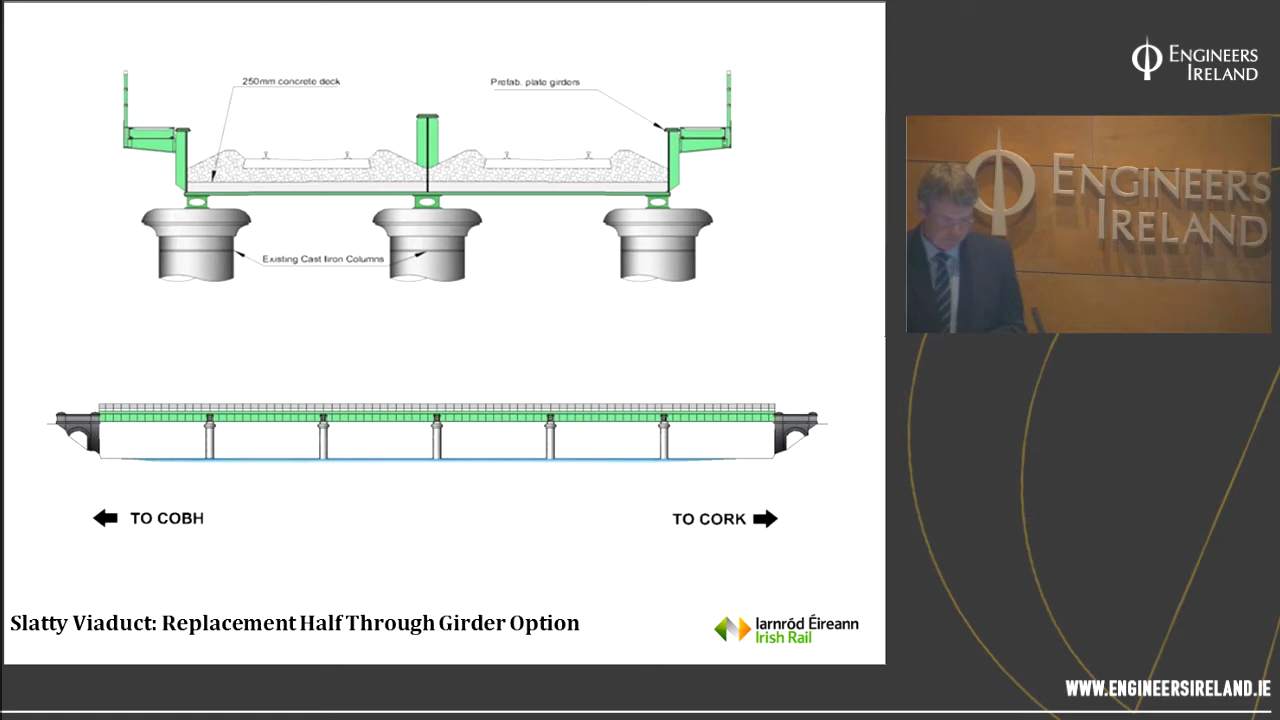 250mm concrete deck
Prefab. plate girders
Existing Cast Iiron Columns
TO COBH
TO CORK
Slatty Viaduct: Replacement Half Through Girder Option
Iarnród Éireann
Irish Rail
ENGINEERS
IRELAND
ENGINEERS
IRELAND
WWW.ENGINEERSIRELAND.IE